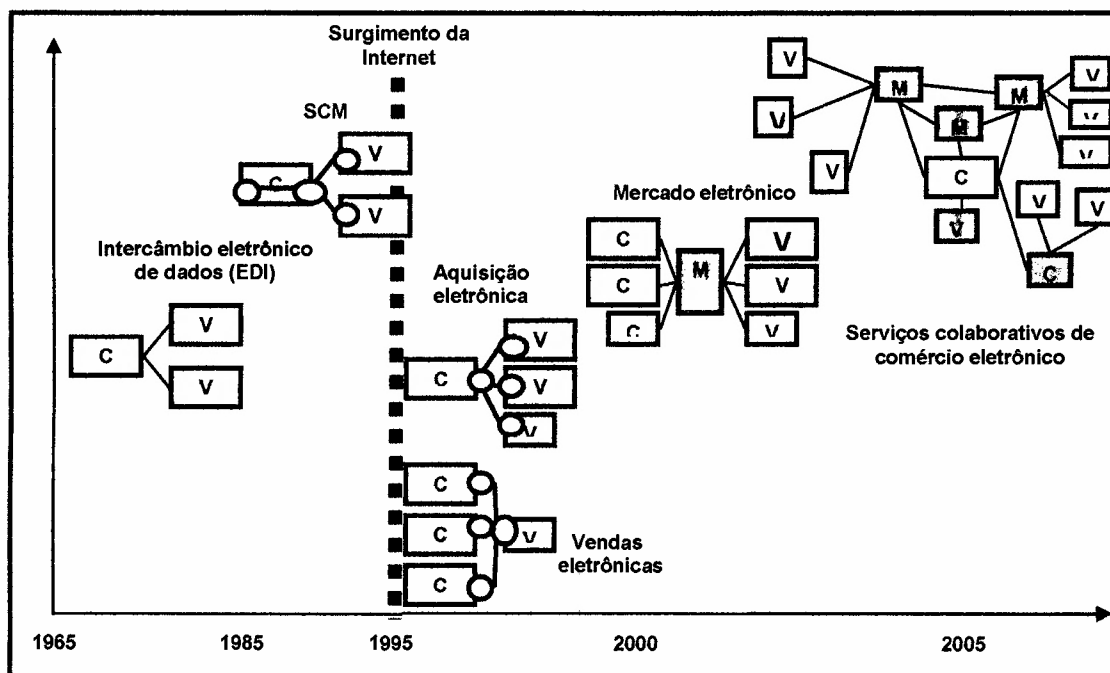 Surgimento da
Internet
SCM
C
V
V
Intercâmbio eletrônico
de dados (EDI)
C
V
V
Aquisição
eletrônica
C
V
V
V
C
C
C
V
Vendas
eletrônicas
Mercado eletrônico
C
C
C
M
V
V
V
V
V
V
M
M
M
C
V
V
V
V
V
V
C
Serviços colaborativos de
comércio eletrônico
1965
1985
1995
2000
2005